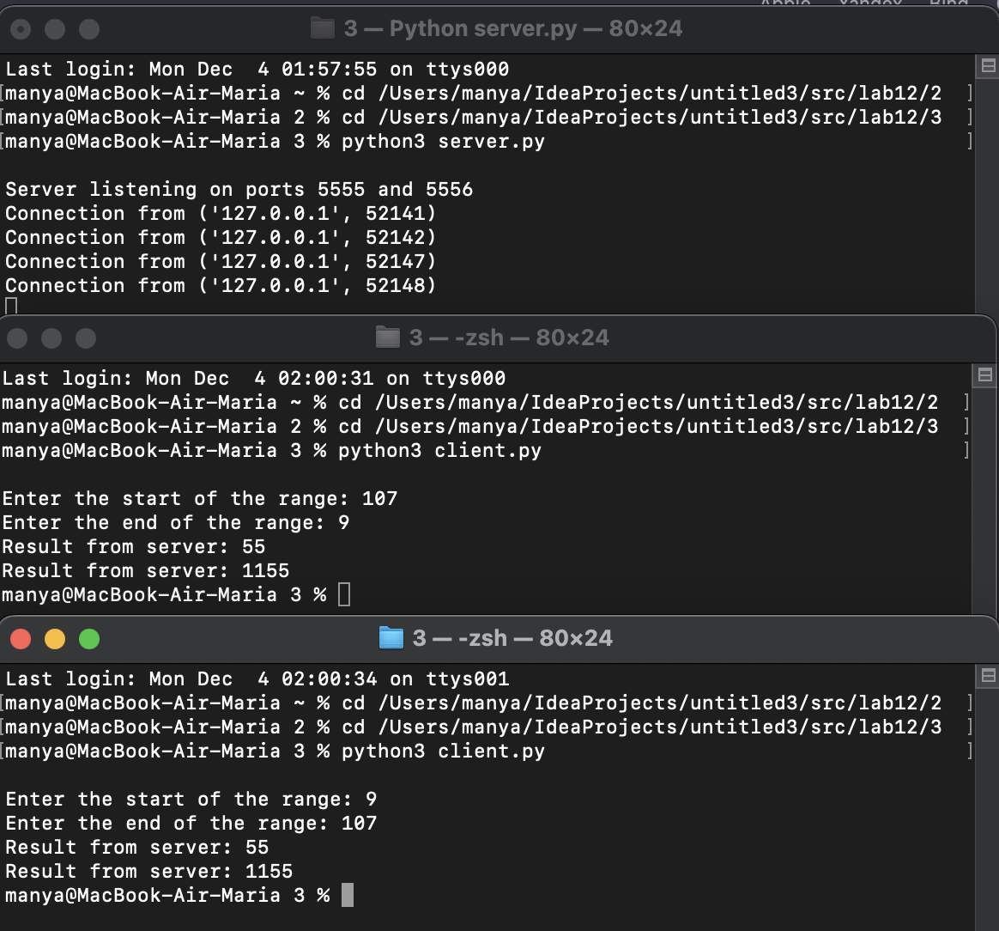 Apple Yandex Bing
3 — Python server.py — 80×24
Last login: Mon Dec  4 01:57:55 on ttys000
[manya@MacBook-Air-Maria ~ % cd /Users/manya/IdeaProjects/untitled3/src/lab12/2 ]
[manya@MacBook-Air-Maria 2 % cd /Users/manya/IdeaProjects/untitled3/src/lab12/3 ]
[manya@MacBook-Air-Maria 3 % python3 server.py ]
Server listening on ports 5555 and 5556
Connection from ('127.0.0.1', 52141)
Connection from ('127.0.0.1', 52142)
Connection from ('127.0.0.1', 52147)
Connection from ('127.0.0.1', 52148)
3 — -zsh — 80×24
Last login: Mon Dec  4 02:00:31 on ttys000
manya@MacBook-Air-Maria ~ % cd /Users/manya/IdeaProjects/untitled3/src/lab12/2 ]
manya@MacBook-Air-Maria 2 % cd /Users/manya/IdeaProjects/untitled3/src/lab12/3 ]
manya@MacBook-Air-Maria 3 % python3 client.py ]
Enter the start of the range: 107
Enter the end of the range: 9
Result from server: 55
Result from server: 1155
manya@MacBook-Air-Maria 3 %
3 — -zsh — 80×24
Last login: Mon Dec  4 02:00:34 on ttys001
[manya@MacBook-Air-Maria ~ % cd /Users/manya/IdeaProjects/untitled3/src/lab12/2 ]
[manya@MacBook-Air-Maria 2 % cd /Users/manya/IdeaProjects/untitled3/src/lab12/3 ]
[manya@MacBook-Air-Maria 3 % python3 client.py ]
Enter the start of the range: 9
Enter the end of the range: 107
Result from server: 55
Result from server: 1155
manya@MacBook-Air-Maria 3 %